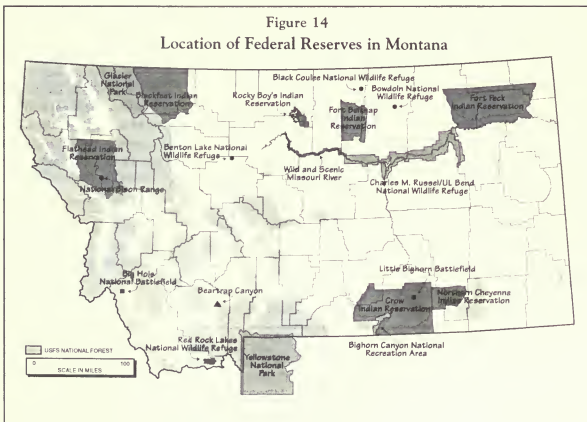 Figure 14
Location of Federal Reserves in Montana
Glacier
National
Park
Blackfeet Indian
Reservation
Black Coulee National Wildlife Refuge
Rocky Boy's Indian
Reservation
Fort Belknap
Indian
Reservation
Bowdoin National
Wildlife Refuge
Fort Peck
Indian Reservation
Flathead Indian
Reservation
National Bison Range
Benton Lake National
Wildlife Refuge
Wild and Scenic
Missouri River
Charles M. Russel/UL Bend
National Wildlife Refuge
Big Hole
National Battlefield
Beartrap Canyon
Little Bighorn Battlefield
Crow
Indian Reservation
Northern Cheyenne
Indian Reservation
Red Rock Lakes
National Wildlife Refuge
Yellowstone
National
Park
Bighorn Canyon National
Recreation Area
USFS NATIONAL FOREST
0 100
SCALE IN MILES